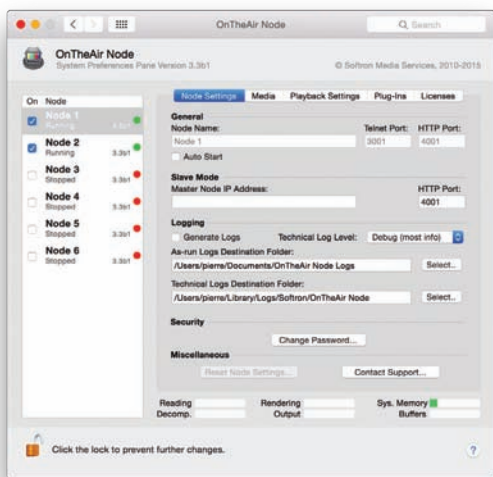 OnTheAir Node
Search
OnTheAir Node
System Preferences Pane Version 3.3b1
© Softron Media Services, 2010-2015
On Node
Node 1
Running 3.3b1
Node 2
Running 3.3b1
Node 3
Stopped 3.3b1
Node 4
Stopped 3.3b1
Node 5
Stopped 3.3b1
Node 6
Stopped 3.3b1
Node Settings Media Playback Settings Plug-Ins Licenses
General
Node Name: Telnet Port: HTTP Port:
Node 1 3001 4001
Auto Start
Slave Mode
Master Node IP Address: HTTP Port:
4001
Logging
Generate Logs Technical Log Level: Debug (most info)
As-run Logs Destination Folder:
/Users/pierre/Documents/OnTheAir Node Logs Select..
Technical Logs Destination Folder:
/Users/pierre/Library/Logs/Softron/OnTheAir Node Select..
Security
Change Password...
Miscellaneous
Reset Node Settings... Contact Support...
Reading Rendering Sys. Memory
Decomp. Output Buffers
Click the lock to prevent further changes. ?